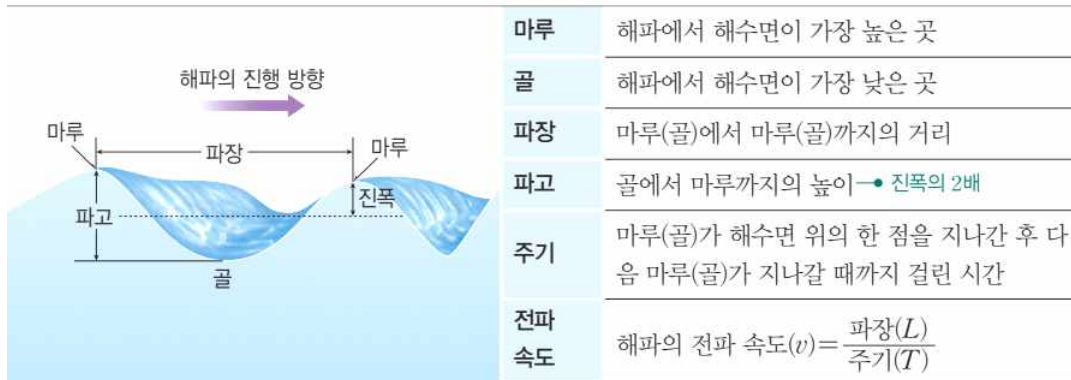 해파의 진행 방향
마루
파장
마루
파고
진폭
골
마루 해파에서 해수면이 가장 높은 곳
골 해파에서 해수면이 가장 낮은 곳
파장 마루(골)에서 마루(골)까지의 거리
파고 골에서 마루까지의 높이 → 진폭의 2배
주기 마루(골)가 해수면 위의 한 점을 지나간 후 다
음 마루(골)가 지나갈 때까지 걸린 시간
전파
속도
해파의 전파 속도(v)=파장(L)/주기(T)